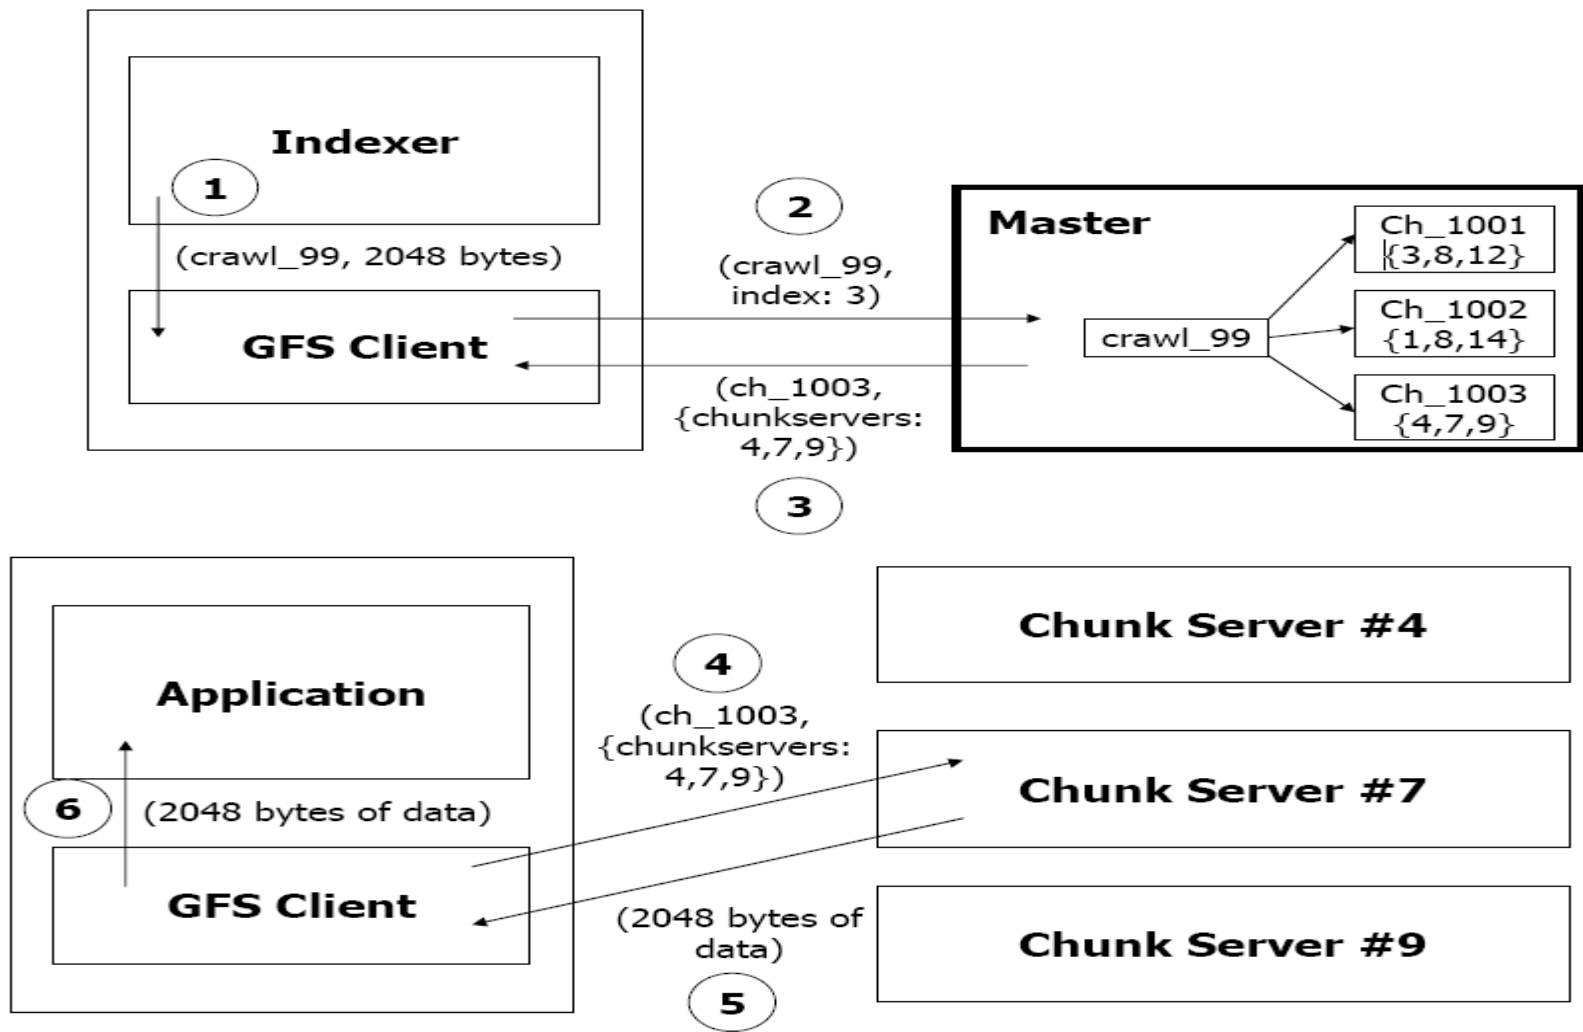 Indexer
1
(crawl_99, 2048 bytes)
GFS Client
2
(crawl_99,
index: 3)
(ch_1003,
{chunkservers:
4,7,9})
3
Master
crawl_99
Ch_1001
{3,8,12}
Ch_1002
{1,8,14}
Ch_1003
{4,7,9}
Application
6
(2048 bytes of data)
GFS Client
4
(ch_1003,
{chunkservers:
4,7,9})
(2048 bytes of
data)
5
Chunk Server #4
Chunk Server #7
Chunk Server #9